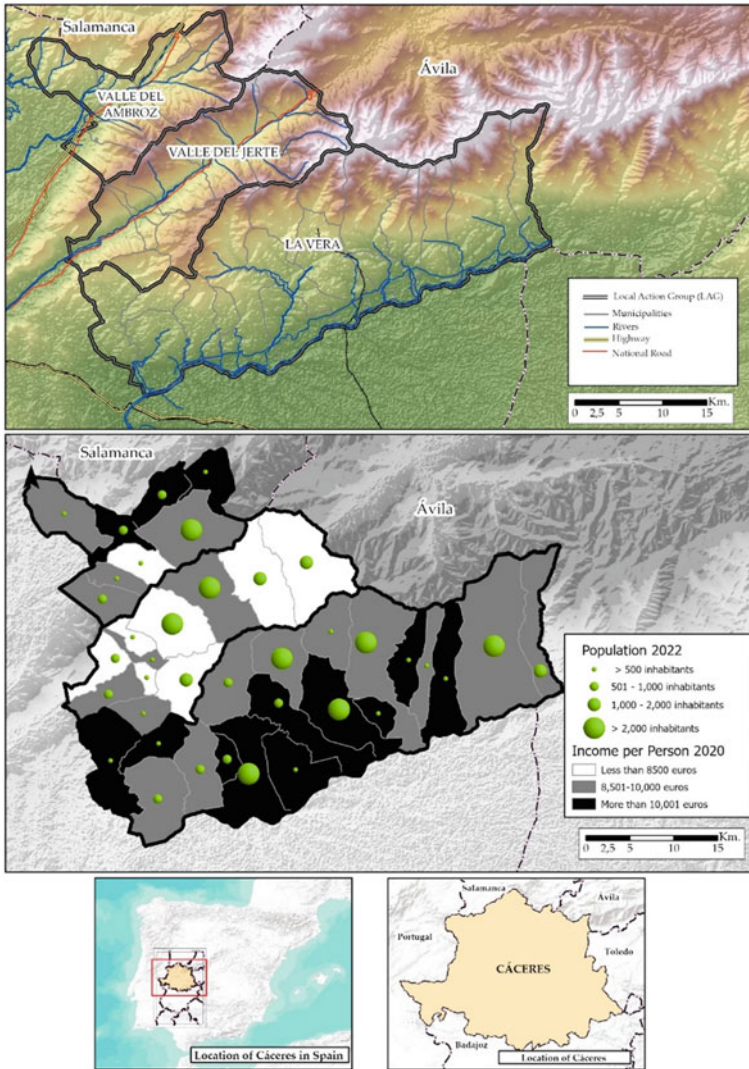 Salamanca
Ávila
VALLE DEL
AMBROZ
VALLE DEL JERTE
LA VERA
Local Action Group (LAG)
Municipalities
Rivers
Highway
National Road
Km.
0 2,5 5 10 15
Salamanca
Ávila
Population 2022
> 500 inhabitants
501 - 1,000 inhabitants
1,000 - 2,000 inhabitants
> 2,000 inhabitants
Income per Person 2020
Less than 8500 euros
8,501-10,000 euros
More than 10,001 euros
Km.
0 2,5 5 10 15
Location of Cáceres in Spain
Salamanca
Ávila
Portugal
Toledo
CÁCERES
Badajoz
Location of Cáceres